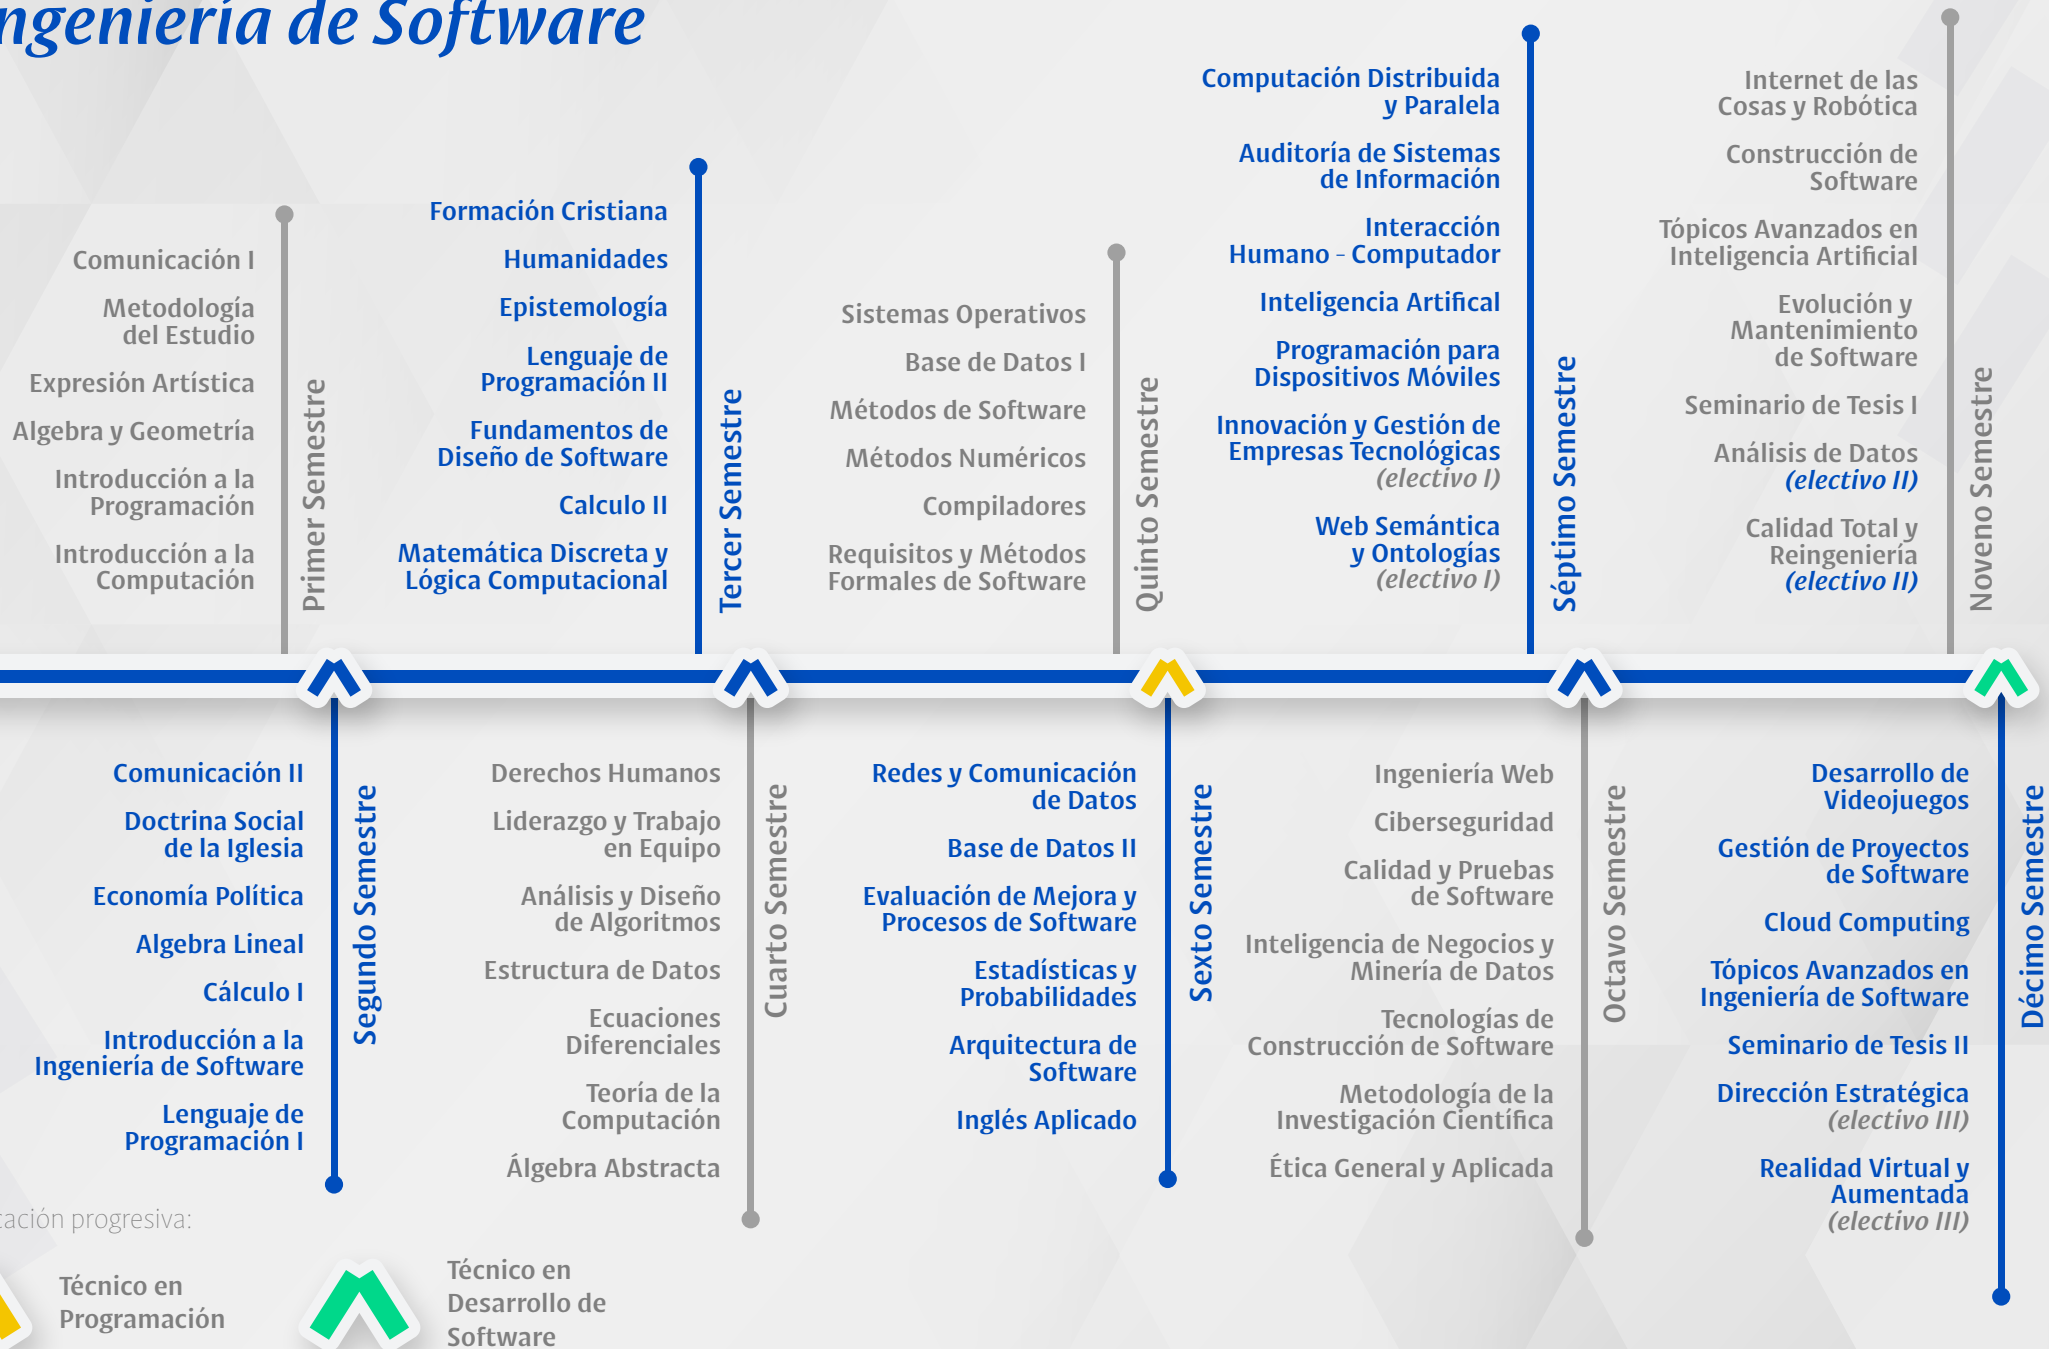 ngeniería de Software
Comunicación I
Metodología
del Estudio
Expresión Artística
Algebra y Geometría
Introducción a la
Programación
Introducción a la
Computación
Primer Semestre
Comunicación II
Doctrina Social
de la Iglesia
Economía Política
Algebra Lineal
Cálculo I
Introducción a la
Ingeniería de Software
Lenguaje de
Programación I
Segundo Semestre
Formación Cristiana
Humanidades
Epistemología
Lenguaje de
Programación II
Fundamentos de
Diseño de Software
Calculo II
Matemática Discreta y
Lógica Computacional
Tercer Semestre
Derechos Humanos
Liderazgo y Trabajo
en Equipo
Análisis y Diseño
de Algoritmos
Estructura de Datos
Ecuaciones
Diferenciales
Teoría de la
Computación
Álgebra Abstracta
Cuarto Semestre
Sistemas Operativos
Base de Datos I
Métodos de Software
Métodos Numéricos
Compiladores
Requisitos y Métodos
Formales de Software
Quinto Semestre
Redes y Comunicación
de Datos
Base de Datos II
Evaluación de Mejora y
Procesos de Software
Estadísticas y
Probabilidades
Arquitectura de
Software
Inglés Aplicado
Sexto Semestre
Computación Distribuida
y Paralela
Auditoría de Sistemas
de Información
Interacción
Humano - Computador
Inteligencia Artifical
Programación para
Dispositivos Móviles
Innovación y Gestión de
Empresas Tecnológicas
(electivo I)
Web Semántica
y Ontologías
(electivo I)
Séptimo Semestre
Ingeniería Web
Ciberseguridad
Calidad y Pruebas
de Software
Inteligencia de Negocios y
Minería de Datos
Tecnologías de
Construcción de Software
Metodología de la
Investigación Científica
Ética General y Aplicada
Octavo Semestre
Internet de las
Cosas y Robótica
Construcción de
Software
Tópicos Avanzados en
Inteligencia Artificial
Evolución y
Mantenimiento
de Software
Seminario de Tesis I
Análisis de Datos
(electivo II)
Calidad Total y
Reingeniería
(electivo II)
Noveno Semestre
Desarrollo de
Videojuegos
Gestión de Proyectos
de Software
Cloud Computing
Tópicos Avanzados en
Ingeniería de Software
Seminario de Tesis II
Dirección Estratégica
(electivo III)
Realidad Virtual y
Aumentada
(electivo III)
Décimo Semestre
cación progresiva:
Técnico en
Programación
Técnico en
Desarrollo de
Software